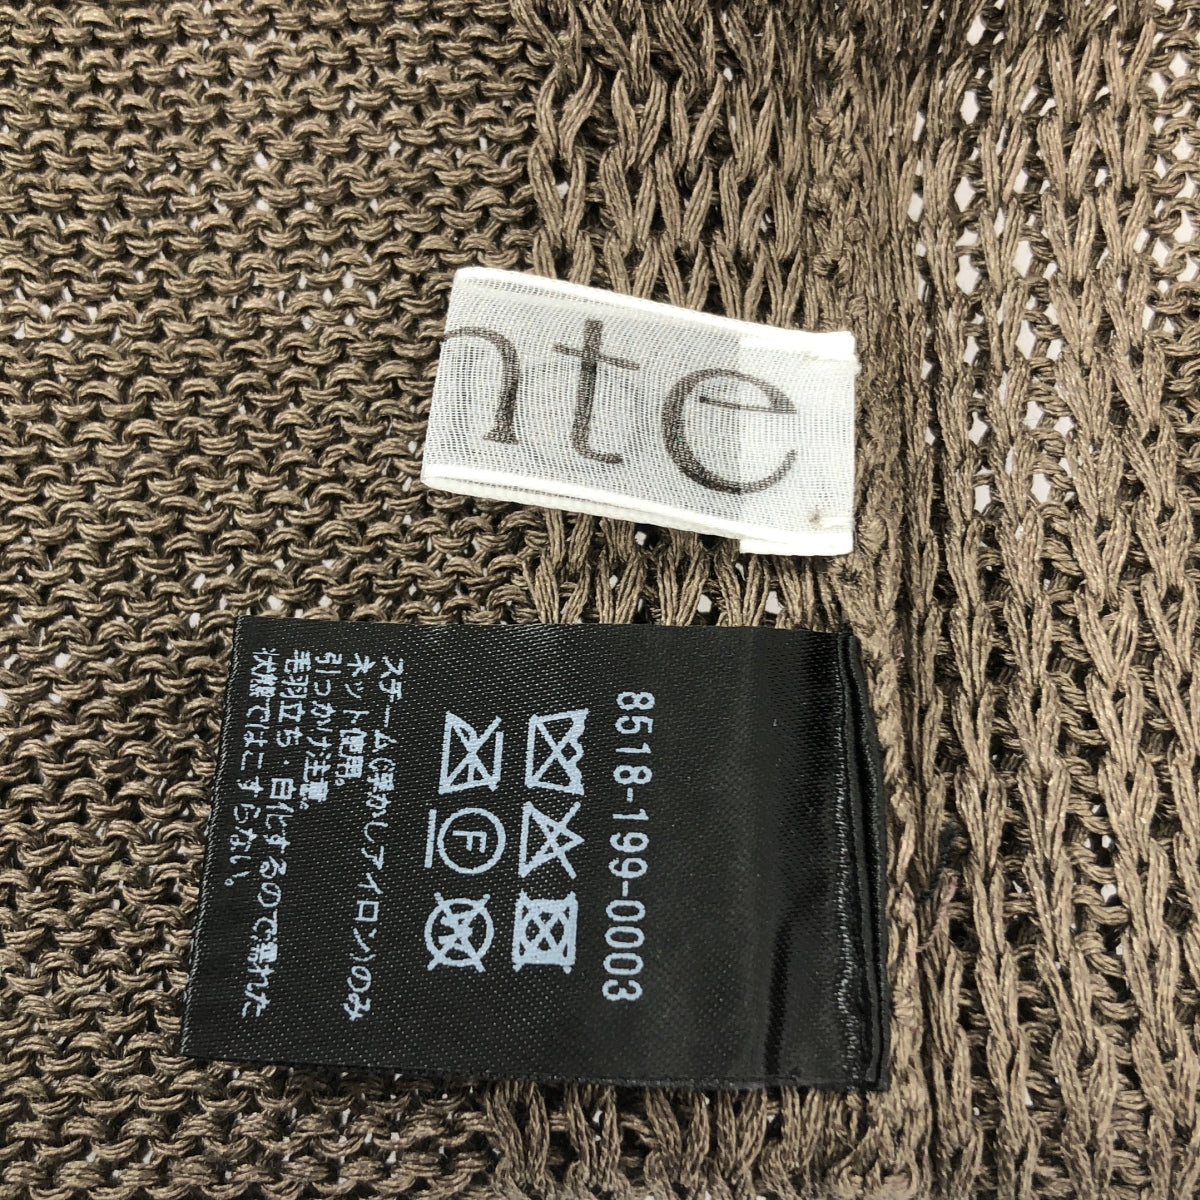 nte
8518-199-0003
F
スチーム(浮かしアイロン)のみ
ネット使用。
引っかけ注意。
毛羽立ち・白化するので濡れた
状態ではこすらない。